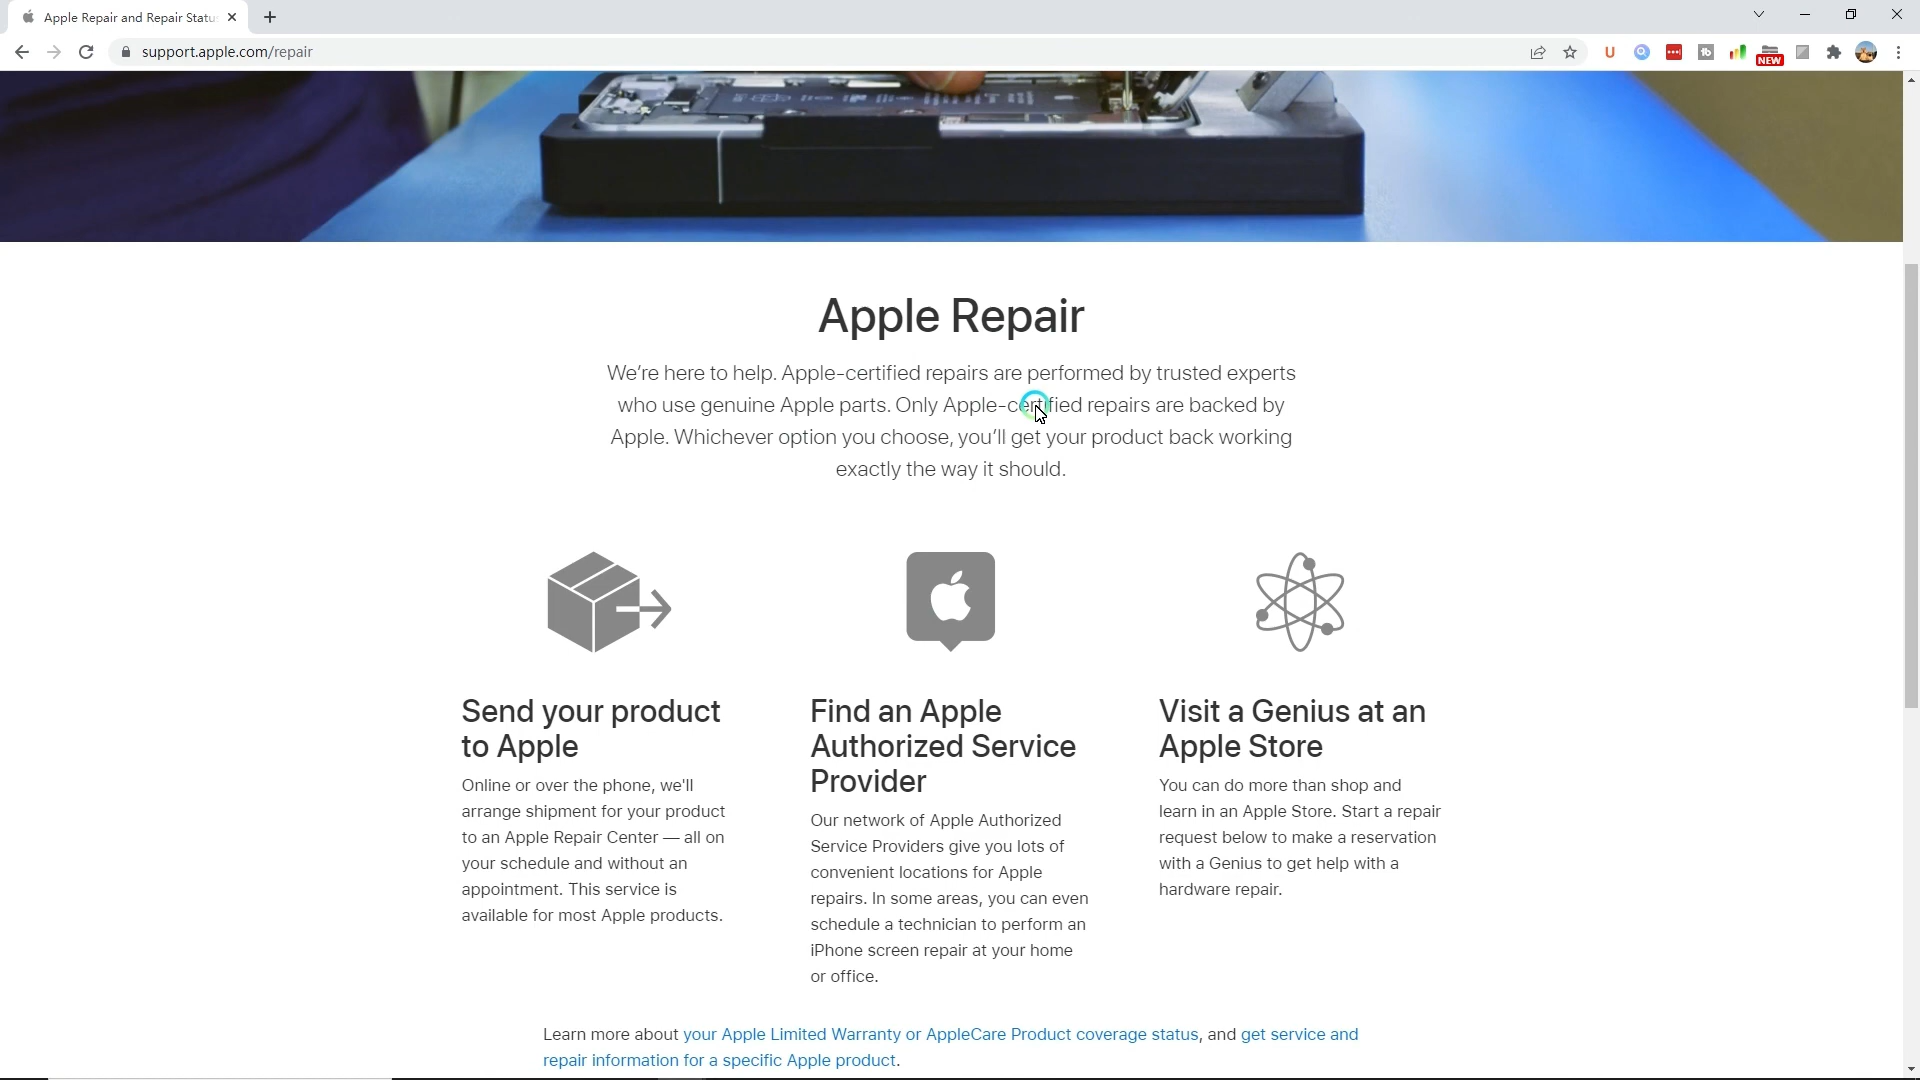 Apple Repair and Repair Statu
support.apple.com/repair
NEW
Apple Repair
We’re here to help. Apple-certified repairs are performed by trusted experts
who use genuine Apple parts. Only Apple-certified repairs are backed by
Apple. Whichever option you choose, you’ll get your product back working
exactly the way it should.
Send your product
to Apple
Online or over the phone, we'll
arrange shipment for your product
to an Apple Repair Center — all on
your schedule and without an
appointment. This service is
available for most Apple products.
Find an Apple
Authorized Service
Provider
Our network of Apple Authorized
Service Providers give you lots of
convenient locations for Apple
repairs. In some areas, you can even
schedule a technician to perform an
iPhone screen repair at your home
or office.
Visit a Genius at an
Apple Store
You can do more than shop and
learn in an Apple Store. Start a repair
request below to make a reservation
with a Genius to get help with a
hardware repair.
Learn more about your Apple Limited Warranty or AppleCare Product coverage status, and get service and
repair information for a specific Apple product.